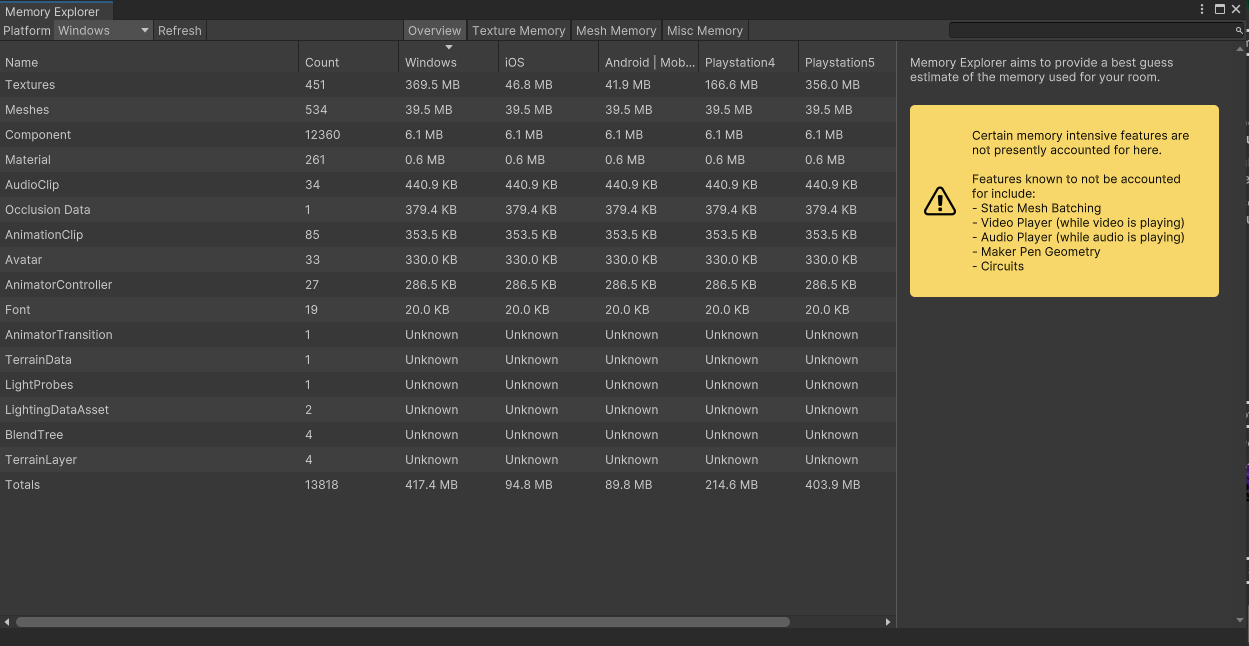 Memory Explorer
Platform Windows Refresh Overview Texture Memory Mesh Memory Misc Memory
Name Count Windows iOS Android | Mob... Playstation4 Playstation5
Textures 451 369.5 MB 46.8 MB 41.9 MB 166.6 MB 356.0 MB
Meshes 534 39.5 MB 39.5 MB 39.5 MB 39.5 MB 39.5 MB
Component 12360 6.1 MB 6.1 MB 6.1 MB 6.1 MB 6.1 MB
Material 261 0.6 MB 0.6 MB 0.6 MB 0.6 MB 0.6 MB
AudioClip 34 440.9 KB 440.9 KB 440.9 KB 440.9 KB 440.9 KB
Occlusion Data 1 379.4 KB 379.4 KB 379.4 KB 379.4 KB 379.4 KB
AnimationClip 85 353.5 KB 353.5 KB 353.5 KB 353.5 KB 353.5 KB
Avatar 33 330.0 KB 330.0 KB 330.0 KB 330.0 KB 330.0 KB
AnimatorController 27 286.5 KB 286.5 KB 286.5 KB 286.5 KB 286.5 KB
Font 19 20.0 KB 20.0 KB 20.0 KB 20.0 KB 20.0 KB
AnimatorTransition 1 Unknown Unknown Unknown Unknown Unknown
TerrainData 1 Unknown Unknown Unknown Unknown Unknown
LightProbes 1 Unknown Unknown Unknown Unknown Unknown
LightingDataAsset 2 Unknown Unknown Unknown Unknown Unknown
BlendTree 4 Unknown Unknown Unknown Unknown Unknown
TerrainLayer 4 Unknown Unknown Unknown Unknown Unknown
Totals 13818 417.4 MB 94.8 MB 89.8 MB 214.6 MB 403.9 MB
Memory Explorer aims to provide a best guess
estimate of the memory used for your room.
Certain memory intensive features are
not presently accounted for here.
Features known to not be accounted
for include:
- Static Mesh Batching
- Video Player (while video is playing)
- Audio Player (while audio is playing)
- Maker Pen Geometry
- Circuits